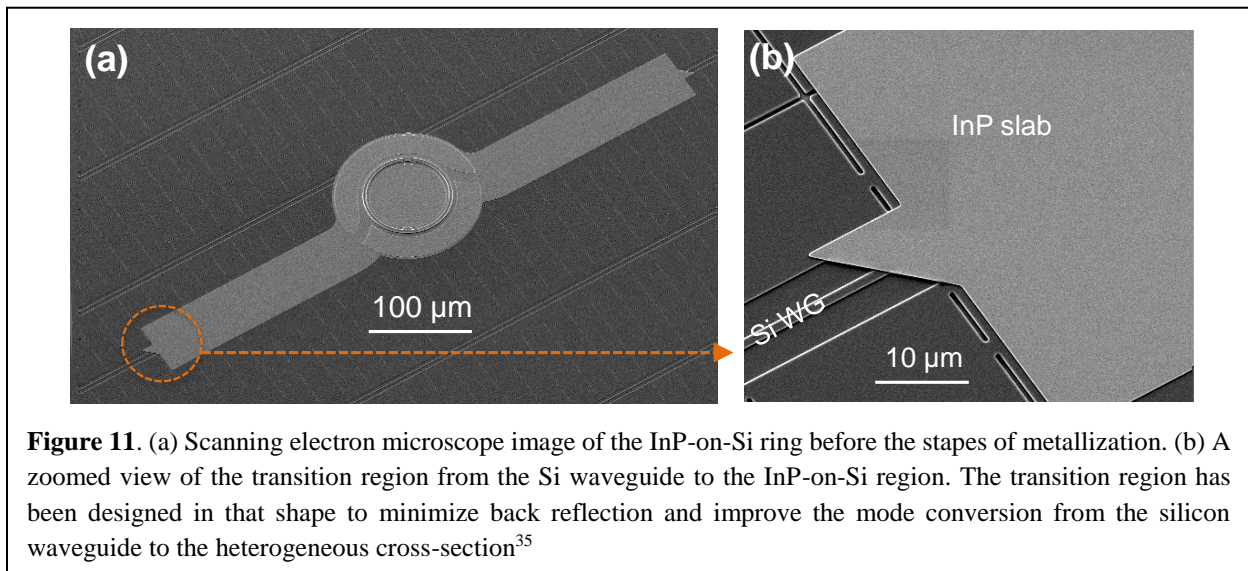 (a)
100 µm
(b)
InP slab
Si WG
10 µm
Figure 11. (a) Scanning electron microscope image of the InP-on-Si ring before the stapes of metallization. (b) A
zoomed view of the transition region from the Si waveguide to the InP-on-Si region. The transition region has
been designed in that shape to minimize back reflection and improve the mode conversion from the silicon
waveguide to the heterogeneous cross-section35